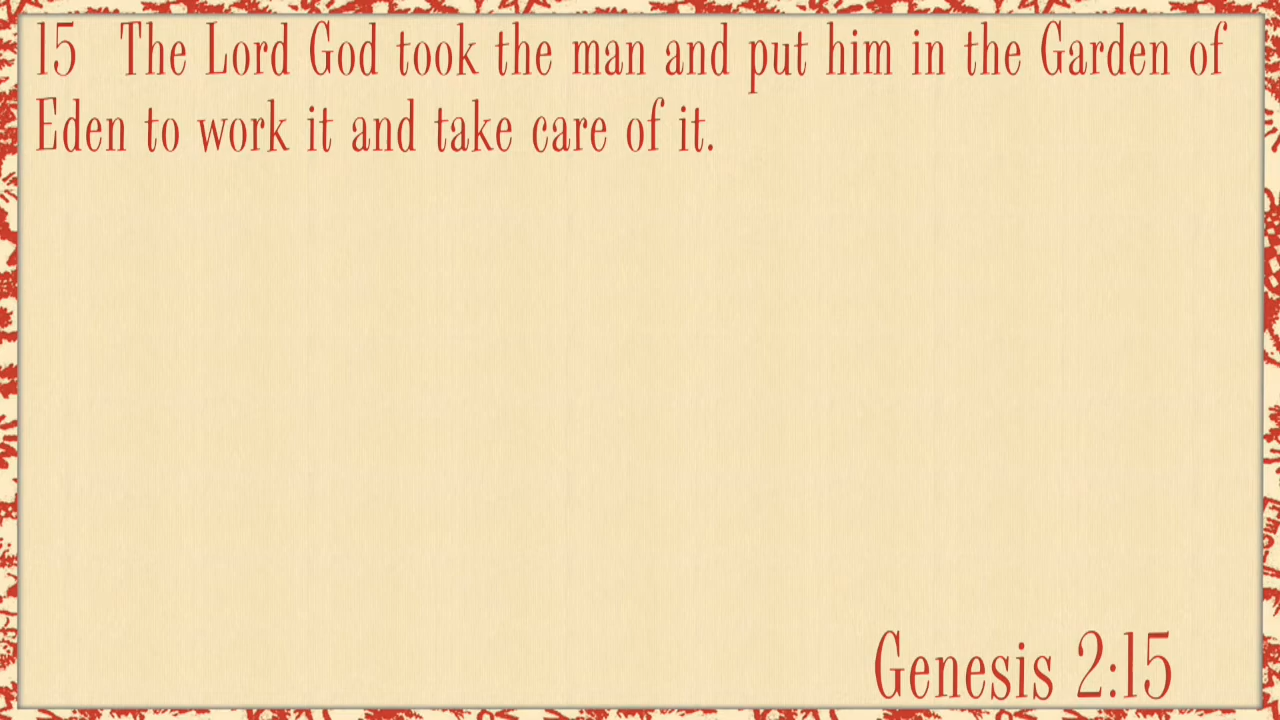 15 The Lord God took the man and put him in the Garden of
Eden to work it and take care of it.
Genesis 2:15